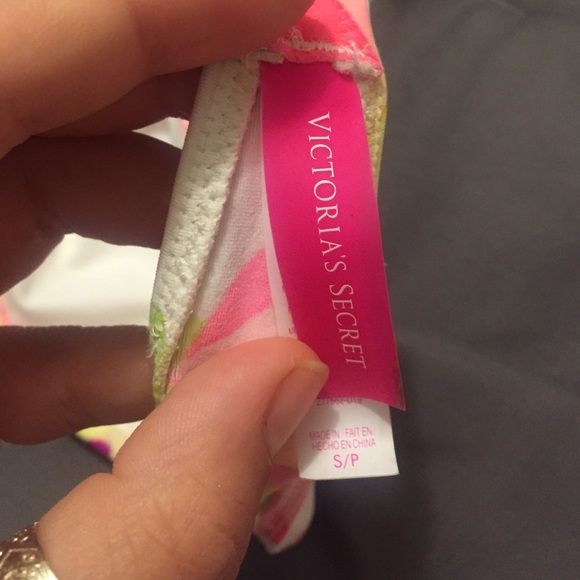 VICTORIA'S SECRET
MADE IN / FAIT EN
HECHO EN CHINA
S/P